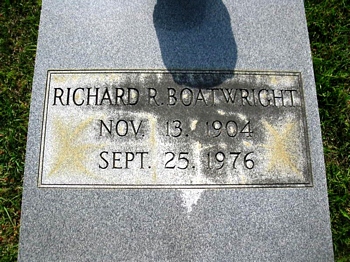 RICHARD R. BOATWRIGHT
NOV. 13. 1904
SEPT. 25. 1976